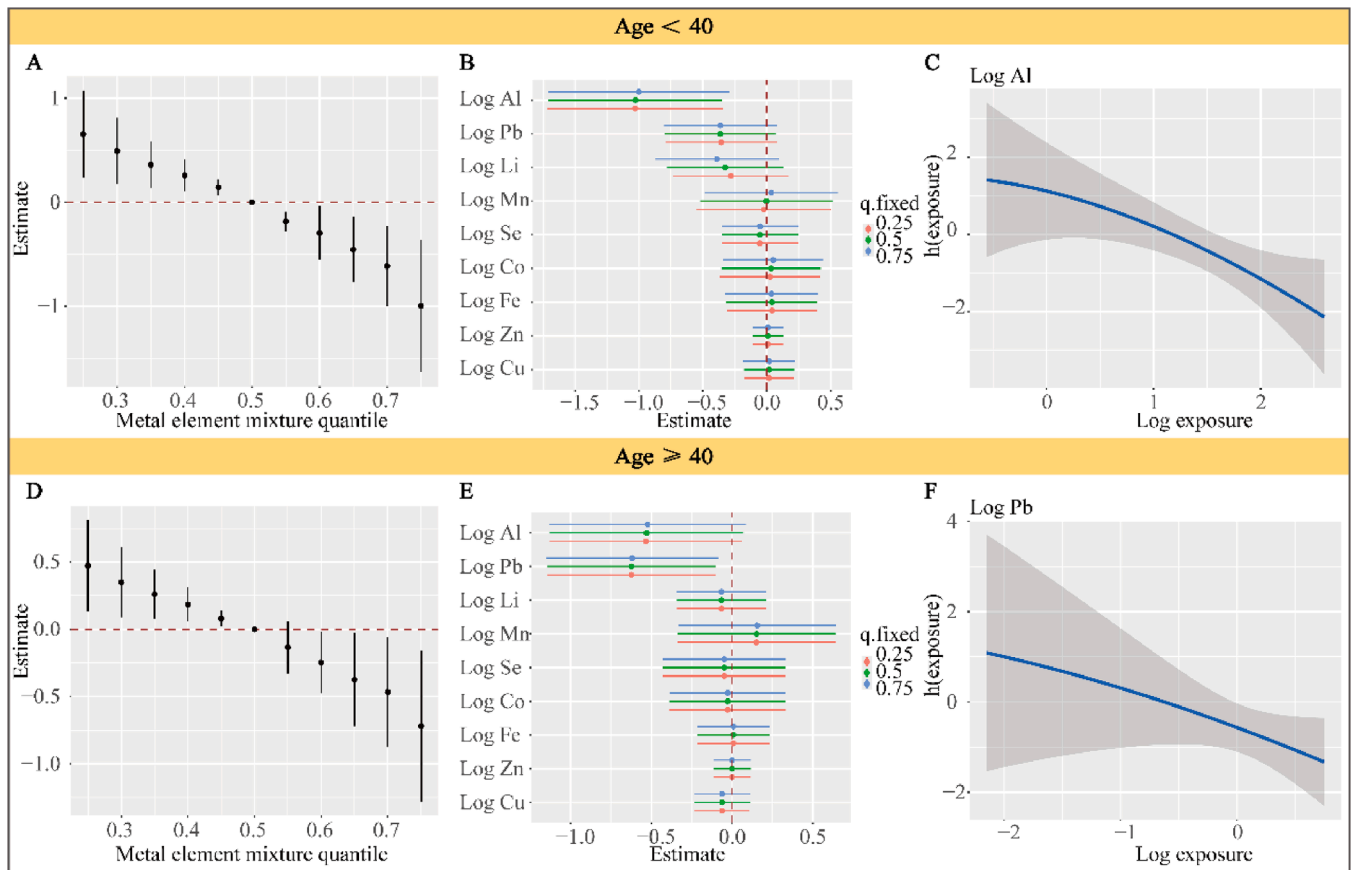 Age < 40
A
Estimate
1
0
−1
0.3 0.4 0.5 0.6 0.7
Metal element mixture quantile
B
Log Al
Log Pb
Log Li
Log Mn
Log Se
Log Co
Log Fe
Log Zn
Log Cu
−1.5 −1.0 −0.5 0.0 0.5
Estimate
q.fixed
0.25
0.5
0.75
C
Log Al
h(exposure)
2
0
−2
0 1 2
Log exposure
Age ⩾ 40
D
Estimate
0.5
0.0
−0.5
−1.0
0.3 0.4 0.5 0.6 0.7
Metal element mixture quantile
E
Log Al
Log Pb
Log Li
Log Mn
Log Se
Log Co
Log Fe
Log Zn
Log Cu
−1.0 −0.5 0.0 0.5
Estimate
q.fixed
0.25
0.5
0.75
F
Log Pb
h(exposure)
4
2
0
−2
−2 −1 0
Log exposure